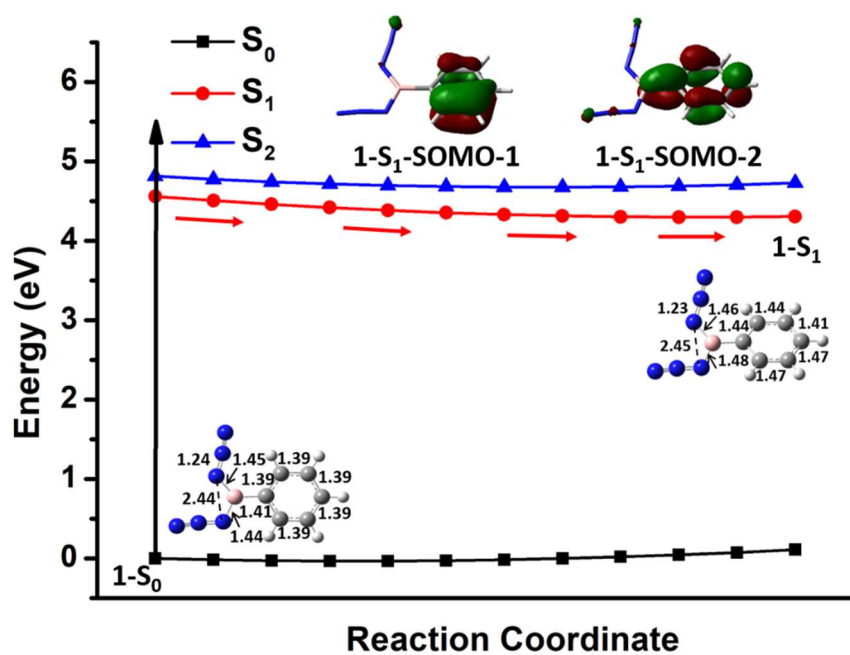 S₀
S₁
S₂
1-S₁-SOMO-1
1-S₁-SOMO-2
6
5
4
3
2
1
0
Energy (eV)
1-S₁
1.23
1.46
1.44
1.44
1.41
2.45
1.48
1.47
1.47
1.24
1.45
1.39
1.39
1.39
2.44
1.41
1.39
1.44
1.39
1-S₀
Reaction Coordinate